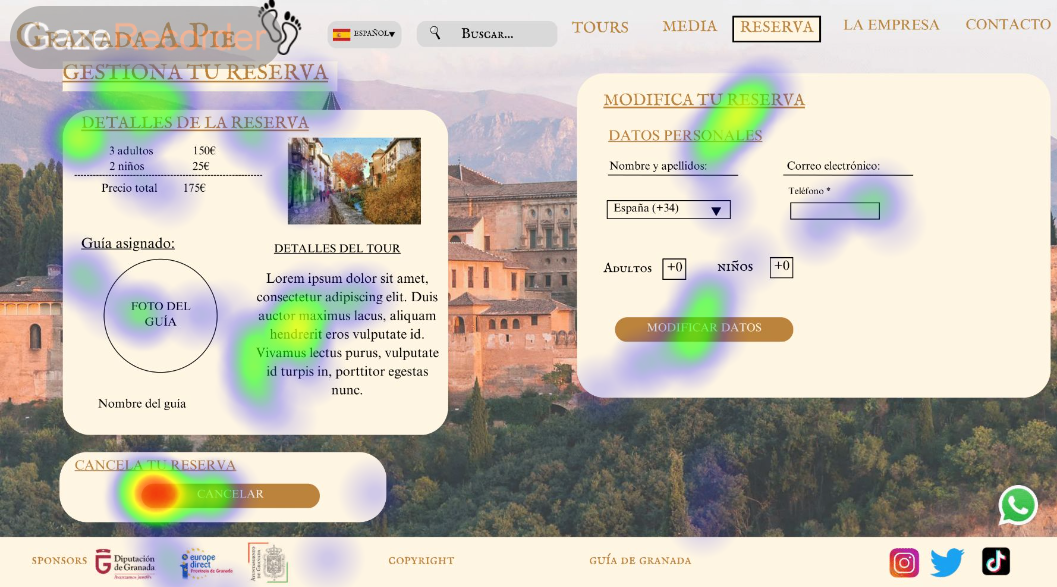 Granada A Pie
GazeRecorder
ESPAÑOL▼
Buscar...
TOURS
MEDIA
RESERVA
LA EMPRESA
CONTACTO
GESTIONA TU RESERVA
DETALLES DE LA RESERVA
3 adultos 150€
2 niños 25€
Precio total 175€
Guía asignado:
FOTO DEL
GUÍA
Nombre del guía
DETALLES DEL TOUR
Lorem ipsum dolor sit amet,
consectetur adipiscing elit. Duis
auctor maximus lacus, aliquam
hendrerit eros vulputate id.
Vivamus lectus purus, vulputate
id turpis in, porttitor egestas
nunc.
CANCELA TU RESERVA
CANCELAR
MODIFICA TU RESERVA
DATOS PERSONALES
Nombre y apellidos:
Correo electrónico:
Teléfono *
España (+34)
Adultos +0 niños +0
MODIFICAR DATOS
SPONSORS
Diputación
de Granada
europe
direct
Provincia de Granada
COPYRIGHT
GUÍA DE GRANADA